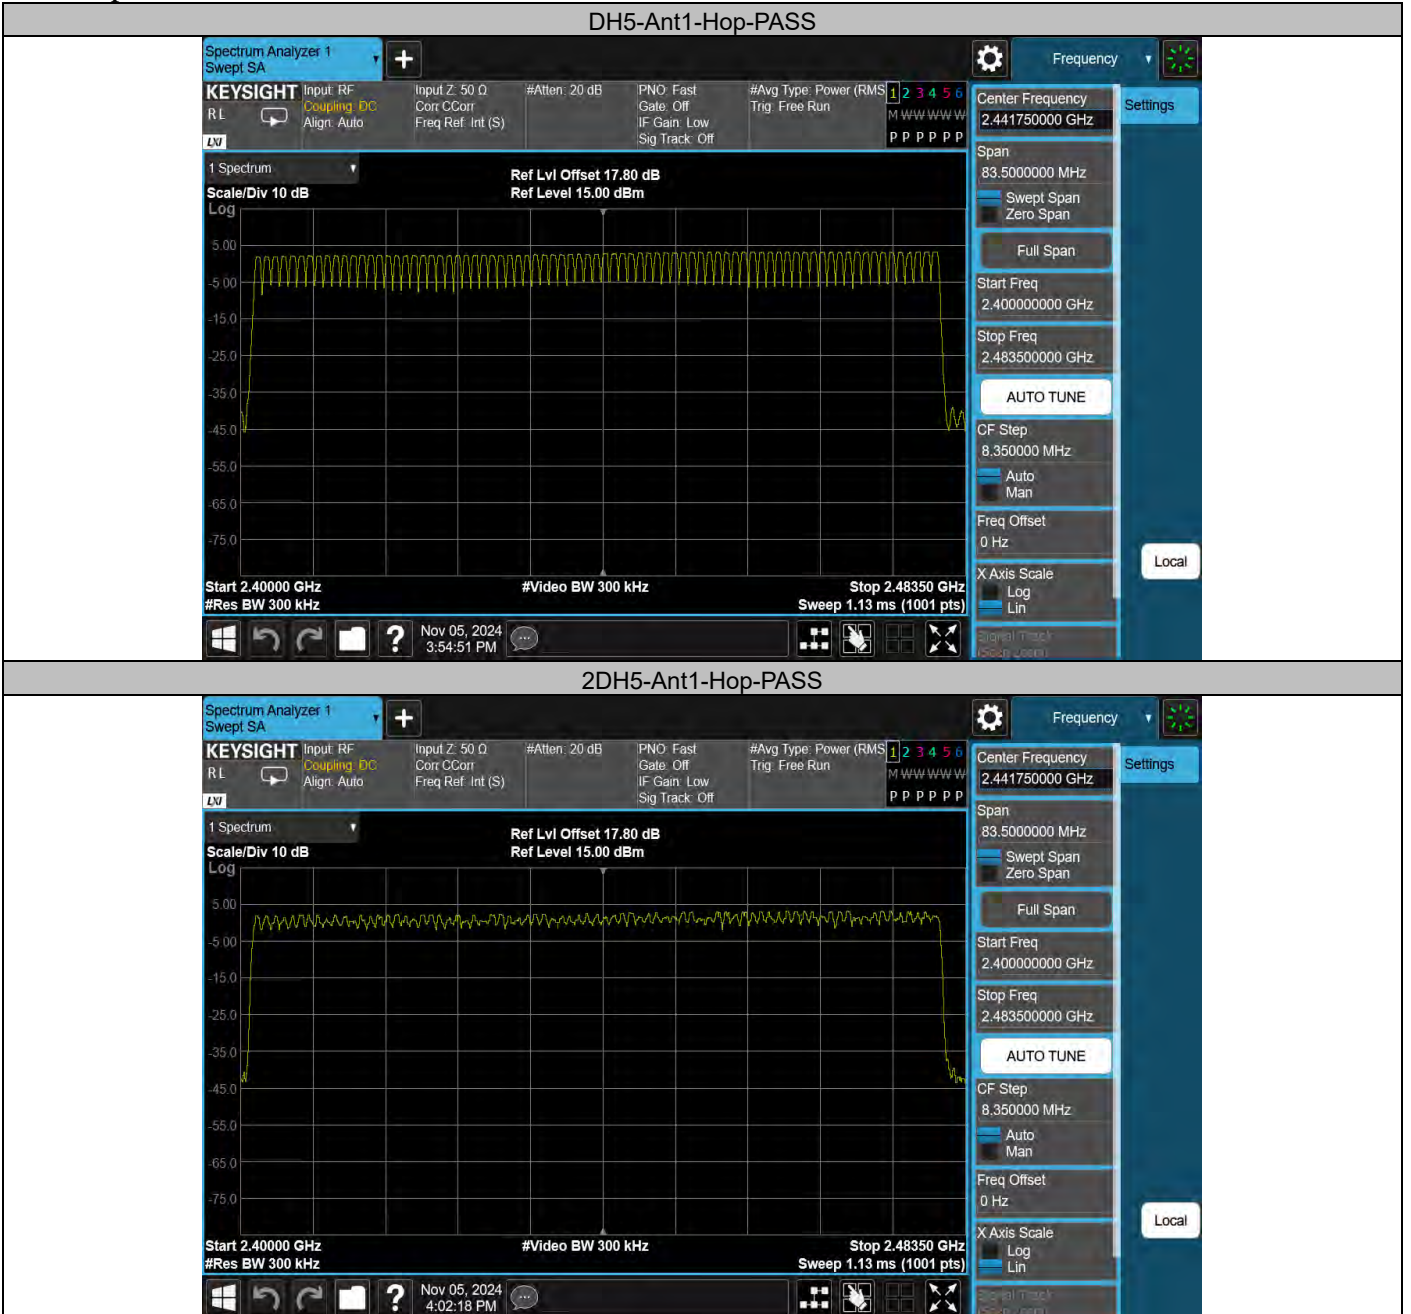 DH5-Ant1-Hop-PASS
Spectrum Analyzer 1
Swept SA
Frequency
KEYSIGHT Input: RF Input Z: 50 Ω #Atten: 20 dB PNO: Fast #Avg Type: Power (RMS 1 2 3 4 5 6
RL Coupling: DC Corr CCorr Gate: Off Trig: Free Run M W W W W W
Align: Auto Freq Ref: Int (S) IF Gain: Low
LXI Sig Track: Off P P P P P P
Center Frequency
2.441750000 GHz
Settings
Span
83.5000000 MHz
Swept Span
Zero Span
Full Span
Start Freq
2.400000000 GHz
Stop Freq
2.483500000 GHz
AUTO TUNE
CF Step
8.350000 MHz
Auto
Man
Freq Offset
0 Hz
X Axis Scale
Log
Lin
Signal Track
(Span Zoom)
Local
1 Spectrum
Ref Lvl Offset 17.80 dB
Scale/Div 10 dB Ref Level 15.00 dBm
Log
5.00
-5.00
-15.0
-25.0
-35.0
-45.0
-55.0
-65.0
-75.0
Start 2.40000 GHz #Video BW 300 kHz Stop 2.48350 GHz
#Res BW 300 kHz Sweep 1.13 ms (1001 pts)
Nov 05, 2024
3:54:51 PM
2DH5-Ant1-Hop-PASS
Spectrum Analyzer 1
Swept SA
Frequency
KEYSIGHT Input: RF Input Z: 50 Ω #Atten: 20 dB PNO: Fast #Avg Type: Power (RMS 1 2 3 4 5 6
RL Coupling: DC Corr CCorr Gate: Off Trig: Free Run M W W W W W
Align: Auto Freq Ref: Int (S) IF Gain: Low
LXI Sig Track: Off P P P P P P
Center Frequency
2.441750000 GHz
Settings
Span
83.5000000 MHz
Swept Span
Zero Span
Full Span
Start Freq
2.400000000 GHz
Stop Freq
2.483500000 GHz
AUTO TUNE
CF Step
8.350000 MHz
Auto
Man
Freq Offset
0 Hz
X Axis Scale
Log
Lin
Signal Track
Local
1 Spectrum
Ref Lvl Offset 17.80 dB
Scale/Div 10 dB Ref Level 15.00 dBm
Log
5.00
-5.00
-15.0
-25.0
-35.0
-45.0
-55.0
-65.0
-75.0
Start 2.40000 GHz #Video BW 300 kHz Stop 2.48350 GHz
#Res BW 300 kHz Sweep 1.13 ms (1001 pts)
Nov 05, 2024
4:02:18 PM